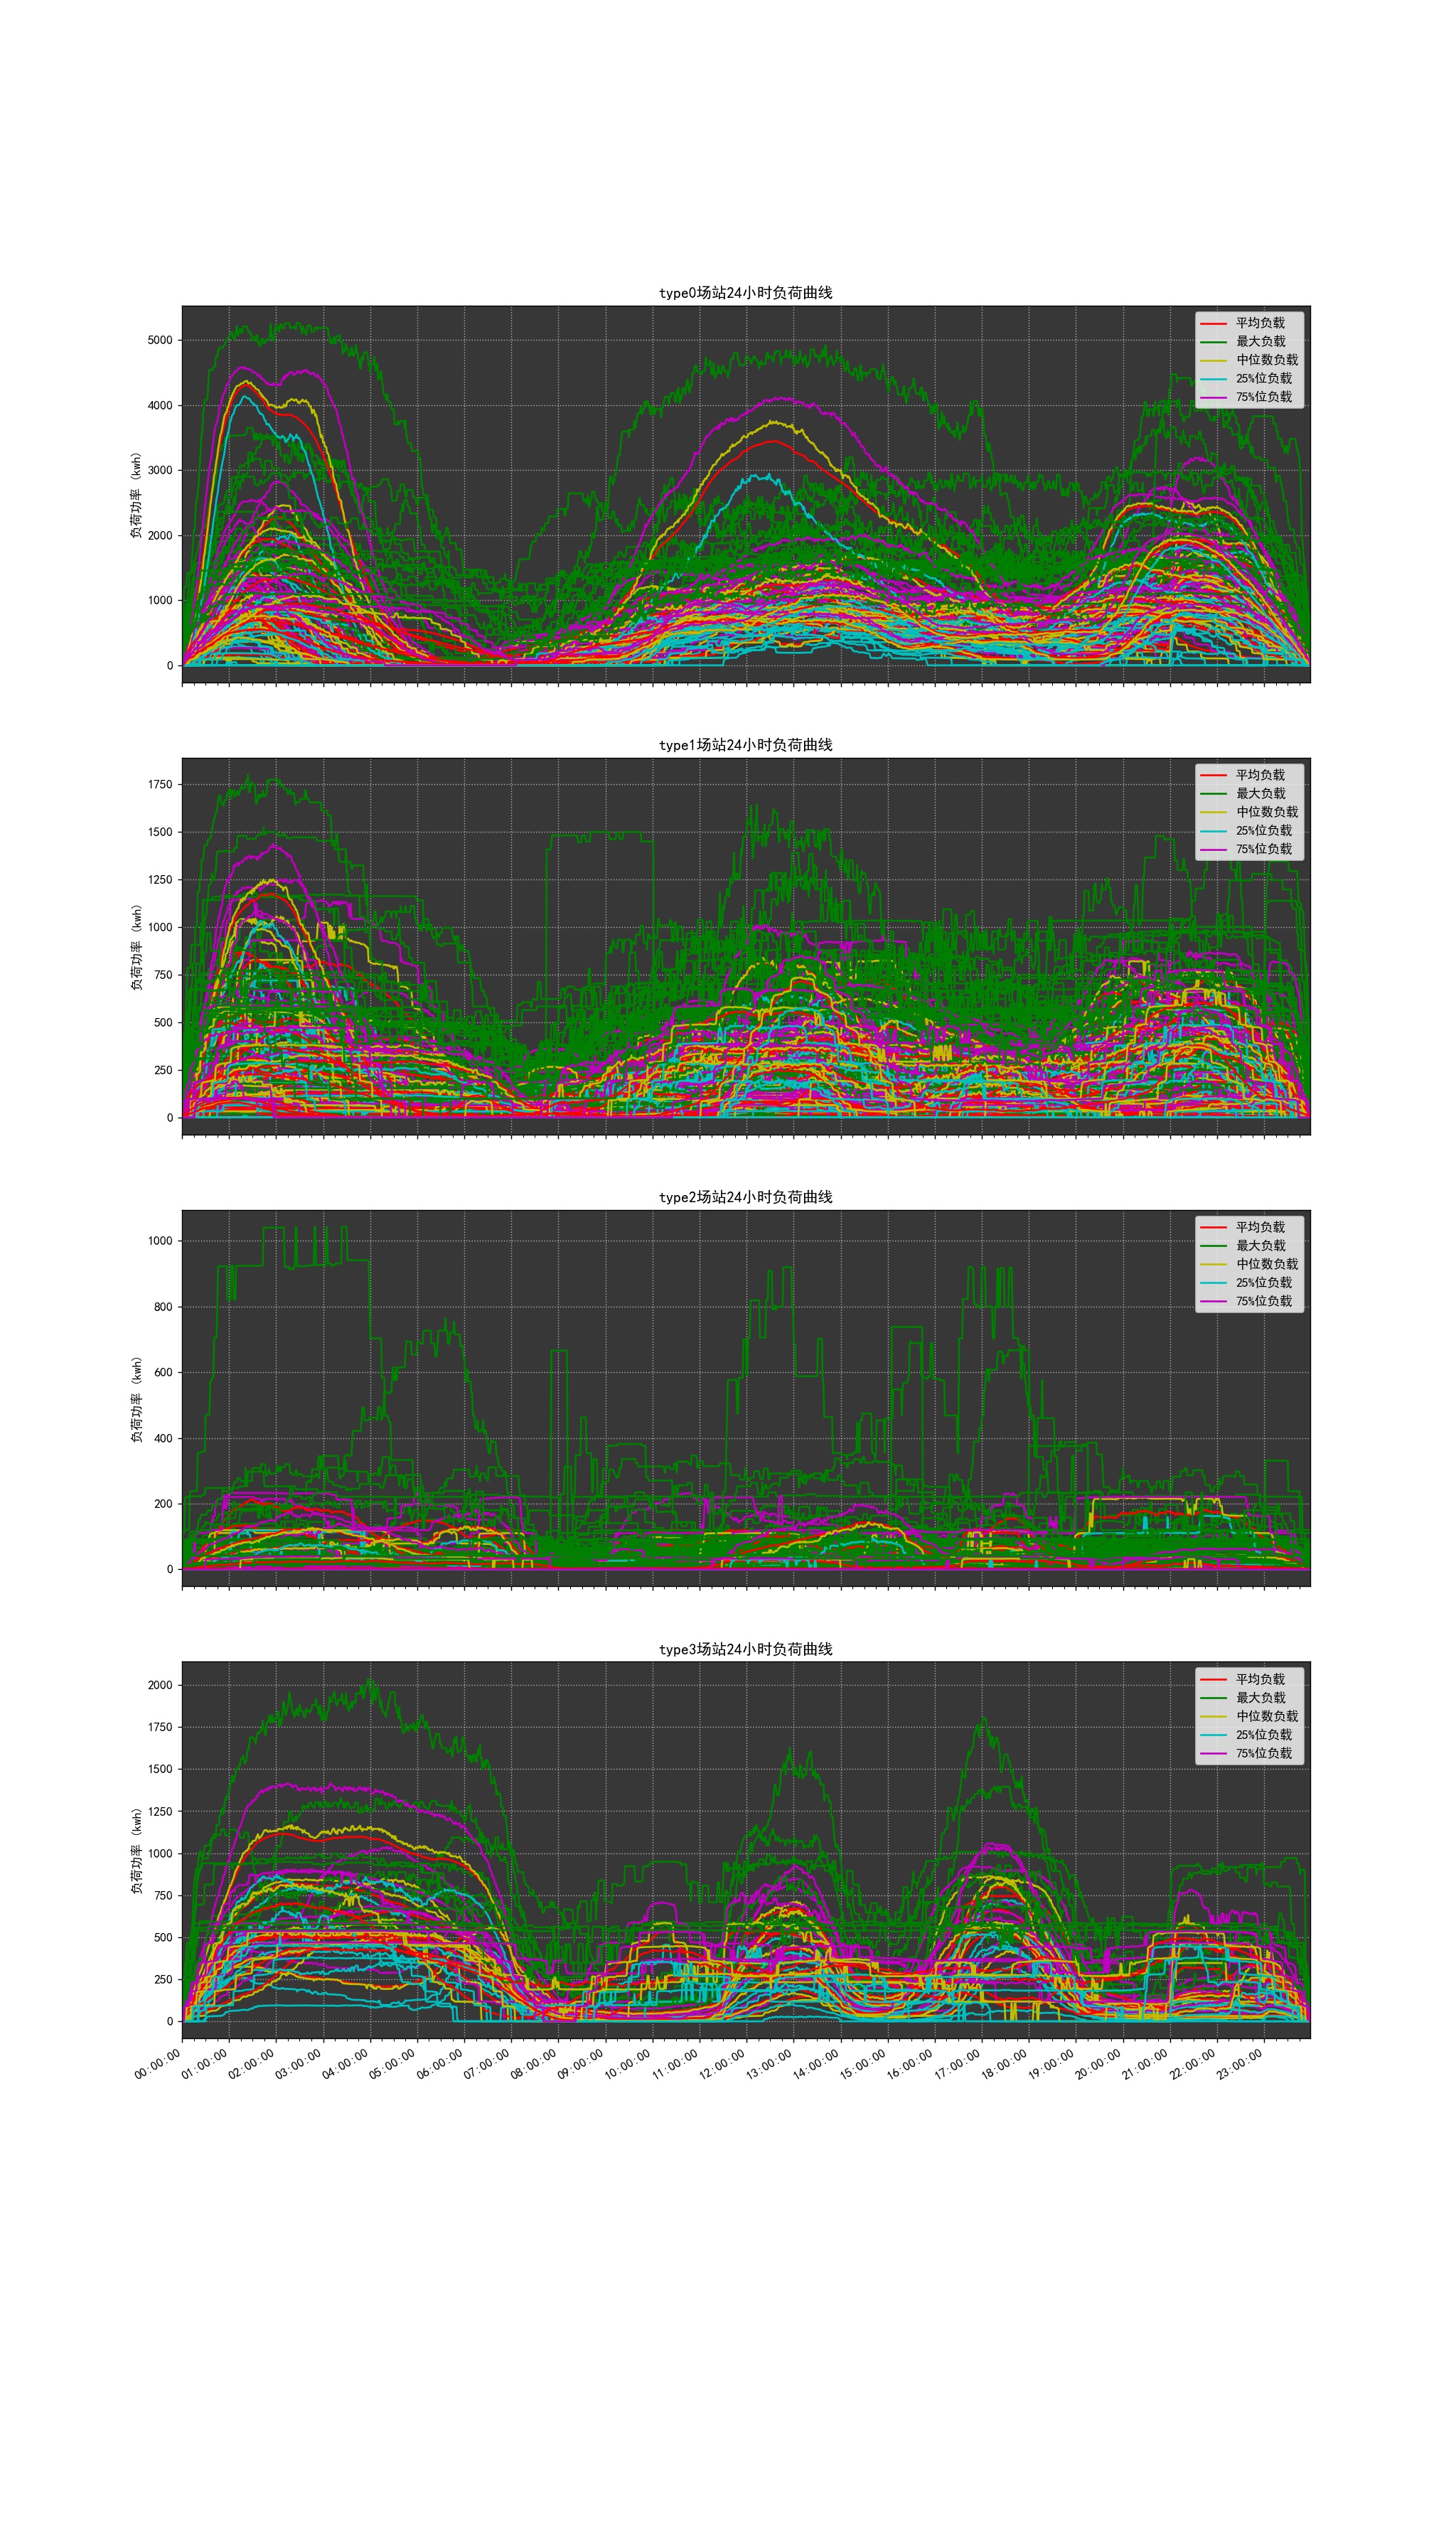 type0场站24小时负荷曲线
负荷功率 (kwh)
5000
4000
3000
2000
1000
0
平均负载
最大负载
中位数负载
25%位负载
75%位负载
type1场站24小时负荷曲线
负荷功率 (kwh)
1750
1500
1250
1000
750
500
250
0
平均负载
最大负载
中位数负载
25%位负载
75%位负载
type2场站24小时负荷曲线
负荷功率 (kwh)
1000
800
600
400
200
0
平均负载
最大负载
中位数负载
25%位负载
75%位负载
type3场站24小时负荷曲线
负荷功率 (kwh)
2000
1750
1500
1250
1000
750
500
250
0
平均负载
最大负载
中位数负载
25%位负载
75%位负载
00:00:00
01:00:00
02:00:00
03:00:00
04:00:00
05:00:00
06:00:00
07:00:00
08:00:00
09:00:00
10:00:00
11:00:00
12:00:00
13:00:00
14:00:00
15:00:00
16:00:00
17:00:00
18:00:00
19:00:00
20:00:00
21:00:00
22:00:00
23:00:00